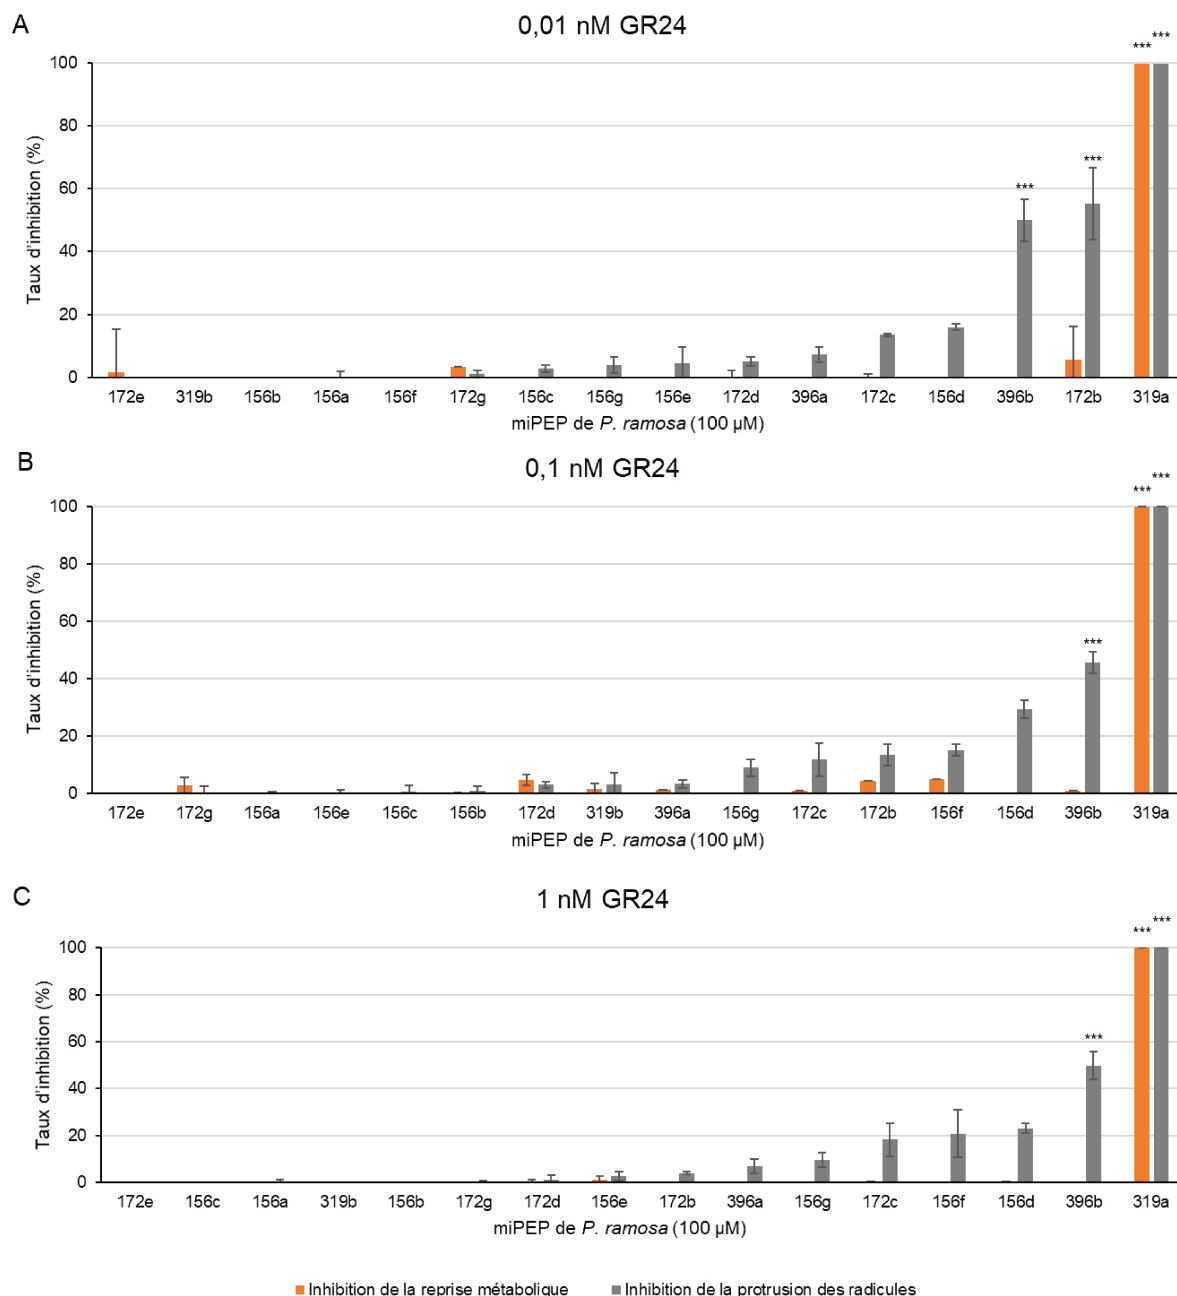 A
0,01 nM GR24
*** ***
*** ***
100
80
60
40
20
0
Taux d'inhibition (%)
172e 319b 156b 156a 156f 172g 156c 156g 156e 172d 396a 172c 156d 396b 172b 319a
miPEP de P. ramosa (100 µM)
B
0,1 nM GR24
*** ***
***
100
80
60
40
20
0
Taux d'inhibition (%)
172e 172g 156a 156e 156c 156b 172d 319b 396a 156g 172c 172b 156f 156d 396b 319a
miPEP de P. ramosa (100 µM)
C
1 nM GR24
*** ***
***
100
80
60
40
20
0
Taux d'inhibition (%)
172e 156c 156a 319b 156b 172g 172d 156e 172b 396a 156g 172c 156f 156d 396b 319a
miPEP de P. ramosa (100 µM)
Inhibition de la reprise métabolique Inhibition de la protrusion des radicules